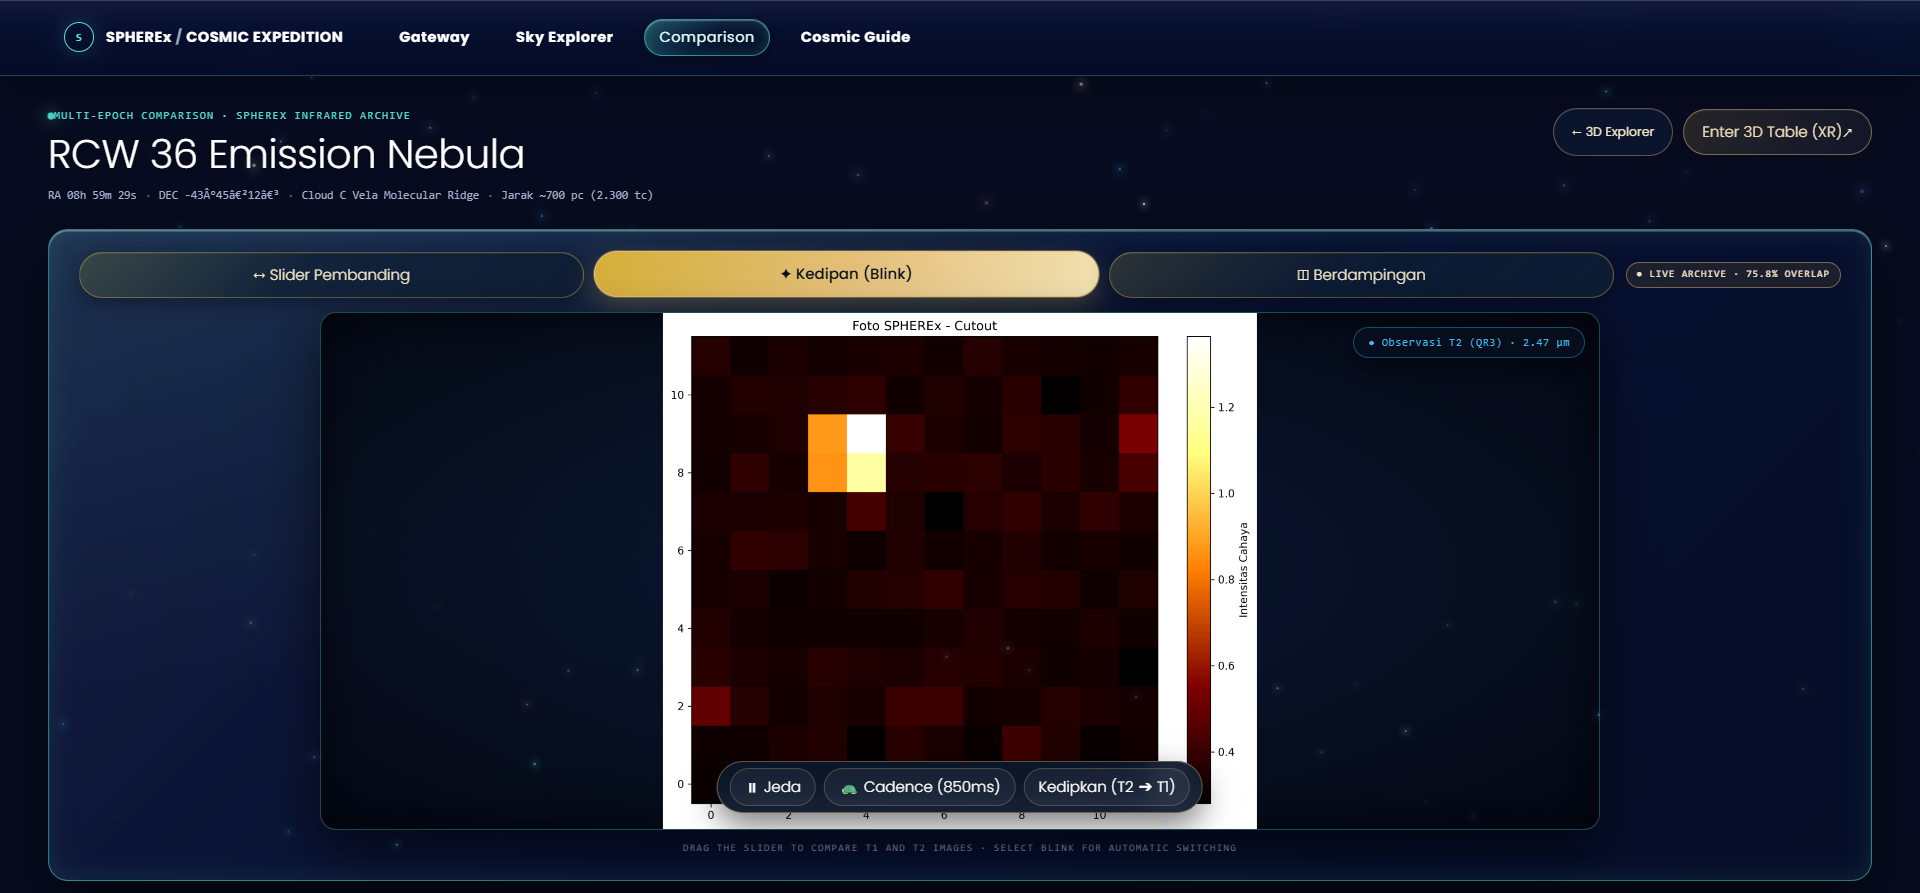 S SPHEREx / COSMIC EXPEDITION Gateway Sky Explorer Comparison Cosmic Guide
MULTI-EPOCH COMPARISON · SPHEREX INFRARED ARCHIVE
RCW 36 Emission Nebula
← 3D Explorer Enter 3D Table (XR)↗
RA 08h 59m 29s · DEC -43Âº45â€²12â€³ · Cloud C Vela Molecular Ridge · Jarak ~700 pc (2.300 tc)
↔ Slider Pembanding ✦ Kedipan (Blink) ◫ Berdampingan ● LIVE ARCHIVE · 75.8% OVERLAP
Foto SPHEREx - Cutout
● Observasi T2 (QR3) · 2.47 µm
10
8
6
4
2
0
1.2
1.0
0.8
0.6
0.4
Intensitas Cahaya
⏸ Jeda 🐢 Cadence (850ms) Kedipkan (T2 ➔ T1)
0 2 4 6 8 10
DRAG THE SLIDER TO COMPARE T1 AND T2 IMAGES · SELECT BLINK FOR AUTOMATIC SWITCHING